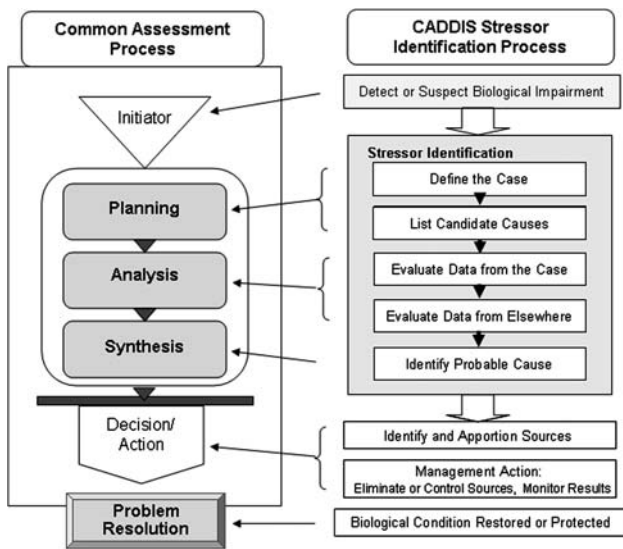 Common Assessment
Process
Initiator
Planning
Analysis
Synthesis
Decision/
Action
Problem
Resolution
CADDIS Stressor
Identification Process
Detect or Suspect Biological Impairment
Stressor Identification
Define the Case
List Candidate Causes
Evaluate Data from the Case
Evaluate Data from Elsewhere
Identify Probable Cause
Identify and Apportion Sources
Management Action:
Eliminate or Control Sources, Monitor Results
Biological Condition Restored or Protected